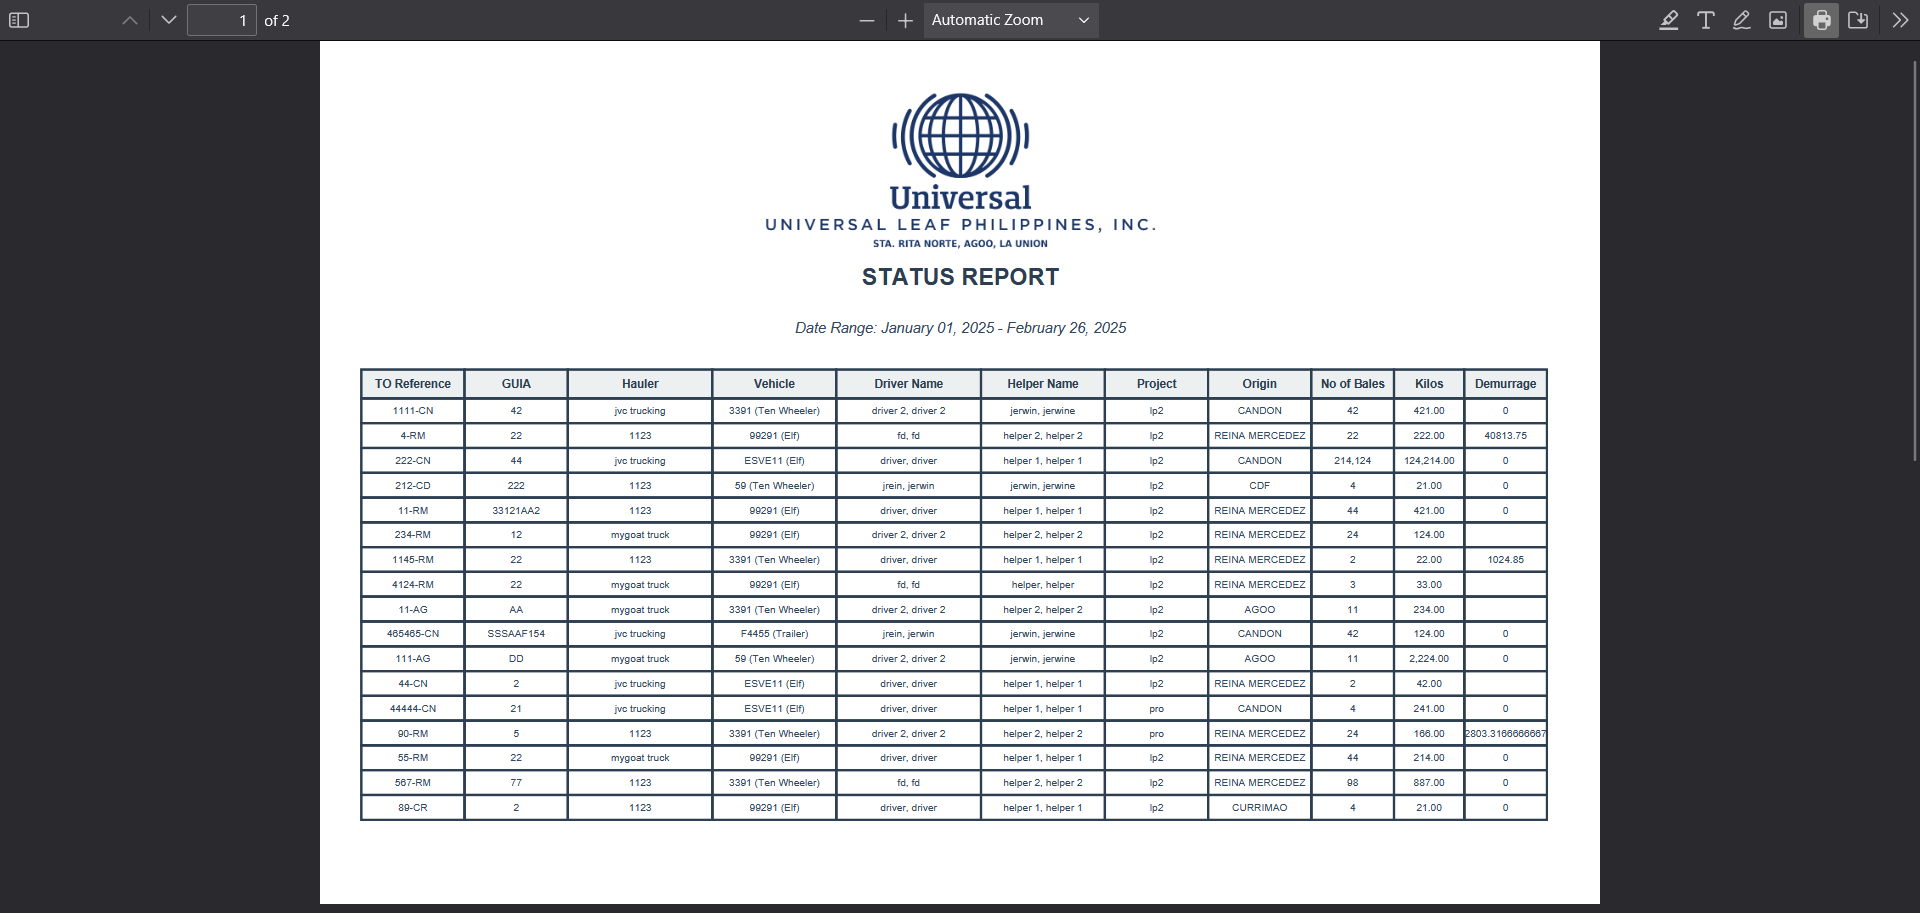 1 of 2 Automatic Zoom
Universal
UNIVERSAL LEAF PHILIPPINES, INC.
STA. RITA NORTE, AGOO, LA UNION
STATUS REPORT
Date Range: January 01, 2025 - February 26, 2025
TO Reference GUIA Hauler Vehicle Driver Name Helper Name Project Origin No of Bales Kilos Demurrage
1111-CN 42 jvc trucking 3391 (Ten Wheeler) driver 2, driver 2 jerwin, jerwine lp2 CANDON 42 421.00 0
4-RM 22 1123 99291 (Elf) fd, fd helper 2, helper 2 lp2 REINA MERCEDEZ 22 222.00 40813.75
222-CN 44 jvc trucking ESVE11 (Elf) driver, driver helper 1, helper 1 lp2 CANDON 214,124 124,214.00 0
212-CD 222 1123 59 (Ten Wheeler) jrein, jerwin jerwin, jerwine lp2 CDF 4 21.00 0
11-RM 33121AA2 1123 99291 (Elf) driver, driver helper 1, helper 1 lp2 REINA MERCEDEZ 44 421.00 0
234-RM 12 mygoat truck 99291 (Elf) driver 2, driver 2 helper 2, helper 2 lp2 REINA MERCEDEZ 24 124.00
1145-RM 22 1123 3391 (Ten Wheeler) driver, driver helper 1, helper 1 lp2 REINA MERCEDEZ 2 22.00 1024.85
4124-RM 22 mygoat truck 99291 (Elf) fd, fd helper, helper lp2 REINA MERCEDEZ 3 33.00
11-AG AA mygoat truck 3391 (Ten Wheeler) driver 2, driver 2 helper 2, helper 2 lp2 AGOO 11 234.00
465465-CN SSSAAF154 jvc trucking F4455 (Trailer) jrein, jerwin jerwin, jerwine lp2 CANDON 42 124.00 0
111-AG DD mygoat truck 59 (Ten Wheeler) driver 2, driver 2 jerwin, jerwine lp2 AGOO 11 2,224.00 0
44-CN 2 jvc trucking ESVE11 (Elf) driver, driver helper 1, helper 1 lp2 REINA MERCEDEZ 2 42.00
44444-CN 21 jvc trucking ESVE11 (Elf) driver, driver helper 1, helper 1 pro CANDON 4 241.00 0
90-RM 5 1123 3391 (Ten Wheeler) driver 2, driver 2 helper 2, helper 2 pro REINA MERCEDEZ 24 166.00 2803.3166666667
55-RM 22 mygoat truck 99291 (Elf) driver, driver helper 1, helper 1 lp2 REINA MERCEDEZ 44 214.00 0
567-RM 77 1123 3391 (Ten Wheeler) fd, fd helper 2, helper 2 lp2 REINA MERCEDEZ 98 887.00 0
89-CR 2 1123 99291 (Elf) driver, driver helper 1, helper 1 lp2 CURRIMAO 4 21.00 0